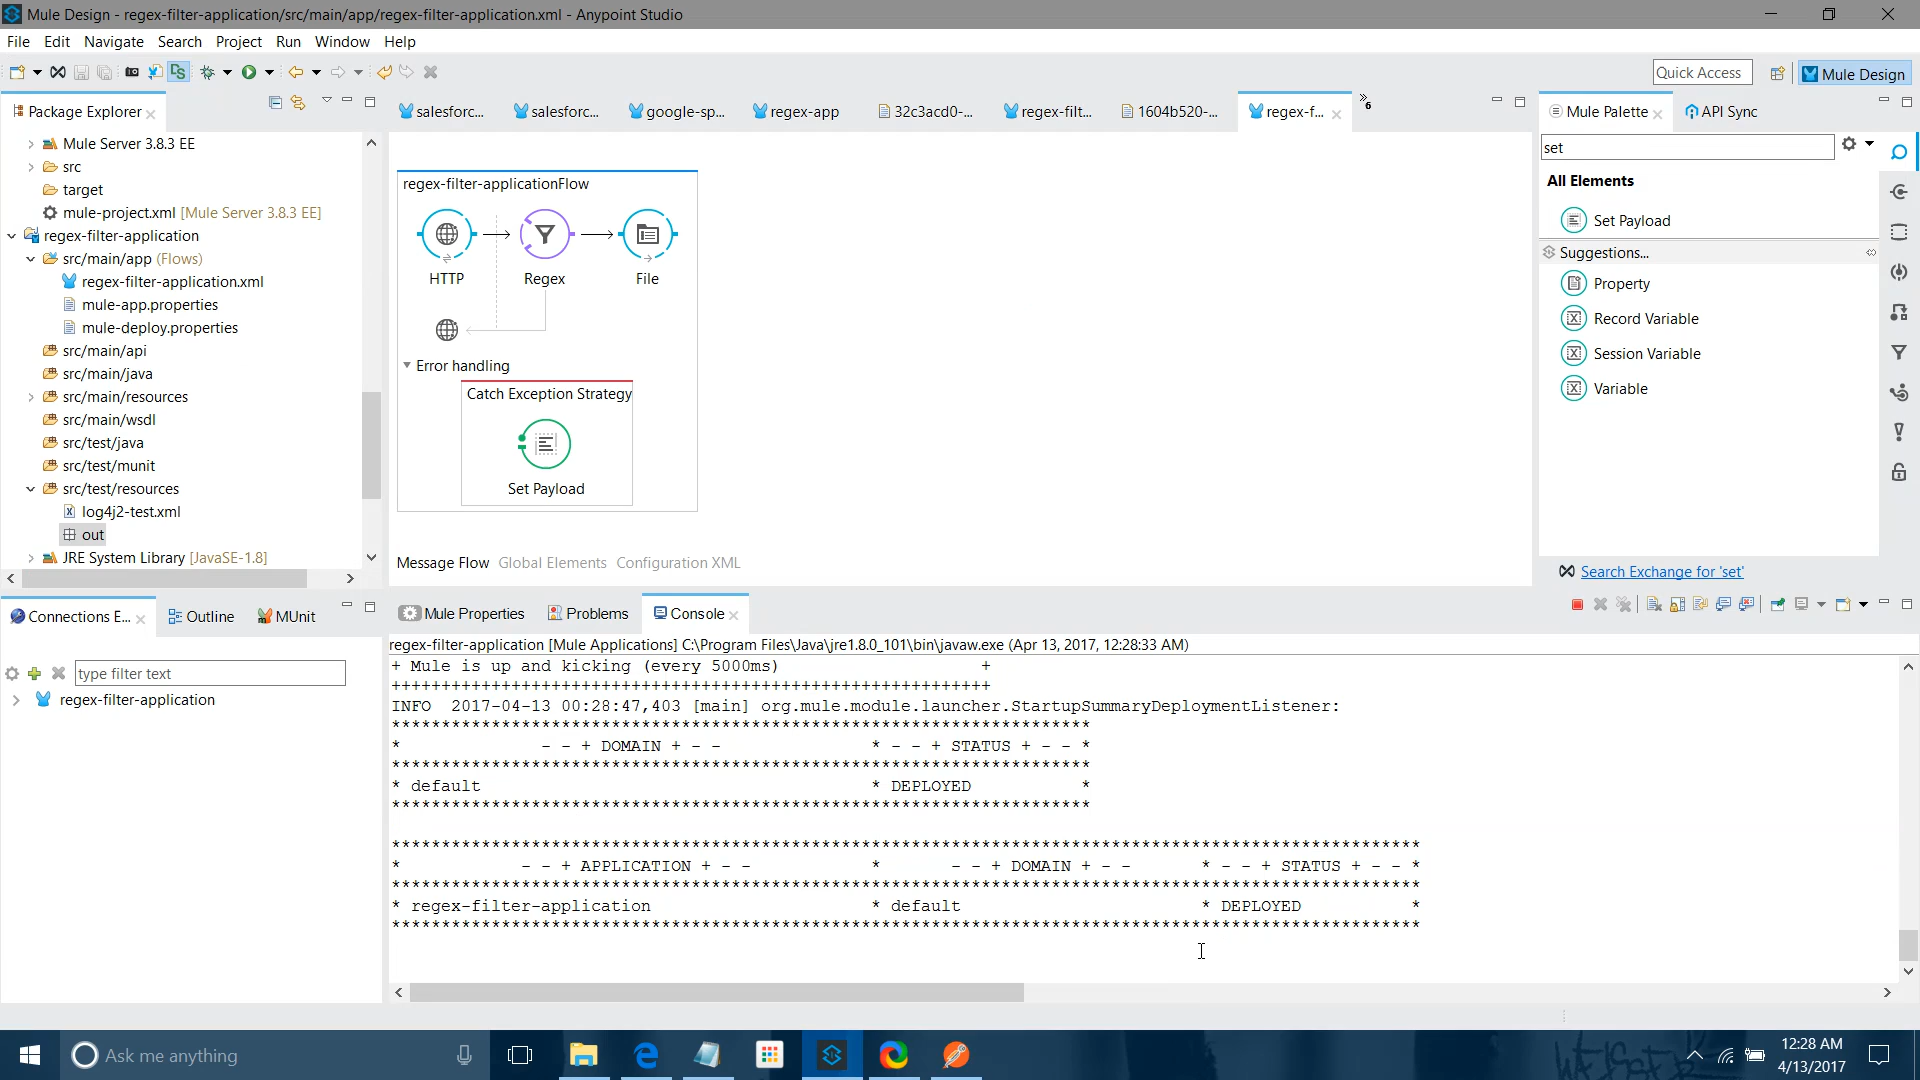 Mule Design - regex-filter-application/src/main/app/regex-filter-application.xml - Anypoint Studio
File Edit Navigate Search Project Run Window Help
Quick Access
Mule Design
Package Explorer
Mule Server 3.8.3 EE
src
target
mule-project.xml [Mule Server 3.8.3 EE]
regex-filter-application
src/main/app (Flows)
regex-filter-application.xml
mule-app.properties
mule-deploy.properties
src/main/api
src/main/java
src/main/resources
src/main/wsdl
src/test/java
src/test/munit
src/test/resources
log4j2-test.xml
out
JRE System Library [JavaSE-1.8]
salesforc... salesforc... google-sp... regex-app 32c3acd0-... regex-filt... 1604b520-... regex-f... »6
regex-filter-applicationFlow
HTTP Regex File
Error handling
Catch Exception Strategy
Set Payload
Message Flow Global Elements Configuration XML
Mule Palette API Sync
set
All Elements
Set Payload
Suggestions...
Property
Record Variable
Session Variable
Variable
Search Exchange for 'set'
Connections E... Outline MUnit
type filter text
regex-filter-application
Mule Properties Problems Console
regex-filter-application [Mule Applications] C:\Program Files\Java\jre1.8.0_101\bin\javaw.exe (Apr 13, 2017, 12:28:33 AM)
+ Mule is up and kicking (every 5000ms) +
++++++++++++++++++++++++++++++++++++++++++++++++++++++++++++
INFO 2017-04-13 00:28:47,403 [main] org.mule.module.launcher.StartupSummaryDeploymentListener:
**********************************************************************
* - - + DOMAIN + - - * - - + STATUS + - - *
**********************************************************************
* default * DEPLOYED *
**********************************************************************
*******************************************************************************************************
* - - + APPLICATION + - - * - - + DOMAIN + - - * - - + STATUS + - - *
*******************************************************************************************************
* regex-filter-application * default * DEPLOYED *
*******************************************************************************************************
Ask me anything
12:28 AM
4/13/2017